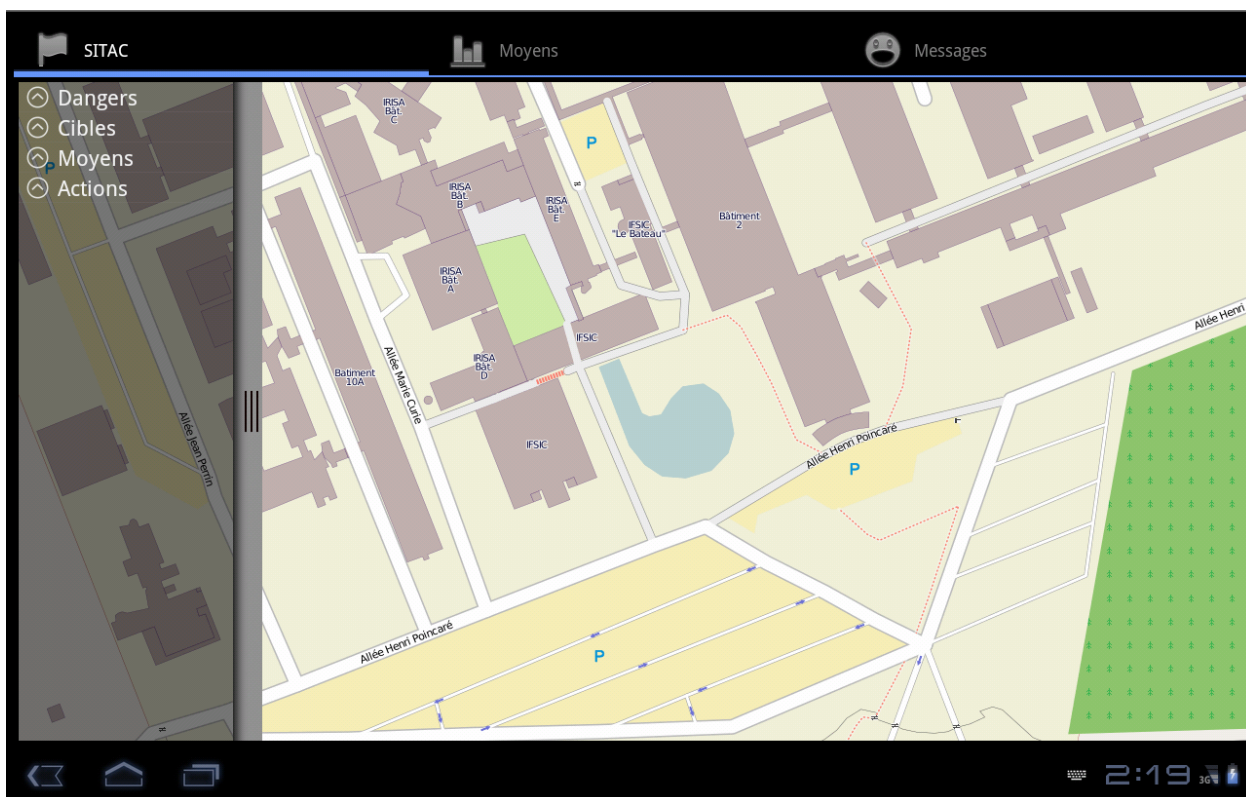 SITAC
Moyens
Messages
Dangers
Cibles
Moyens
Actions
P
Allée Jean Perrin
IRISA
Bât.
C
P
IRISA
Bât.
B
IRISA
Bât.
E
IFSIC
"Le Bateau"
Bâtiment
2
IRISA
Bât.
A
IFSIC
IRISA
Bât.
D
Allée Marie Curie
Batiment
10A
IFSIC
Allée Henri
Allée Henri Poincaré
P
Allée Henri Poincaré
P
2:19
3G